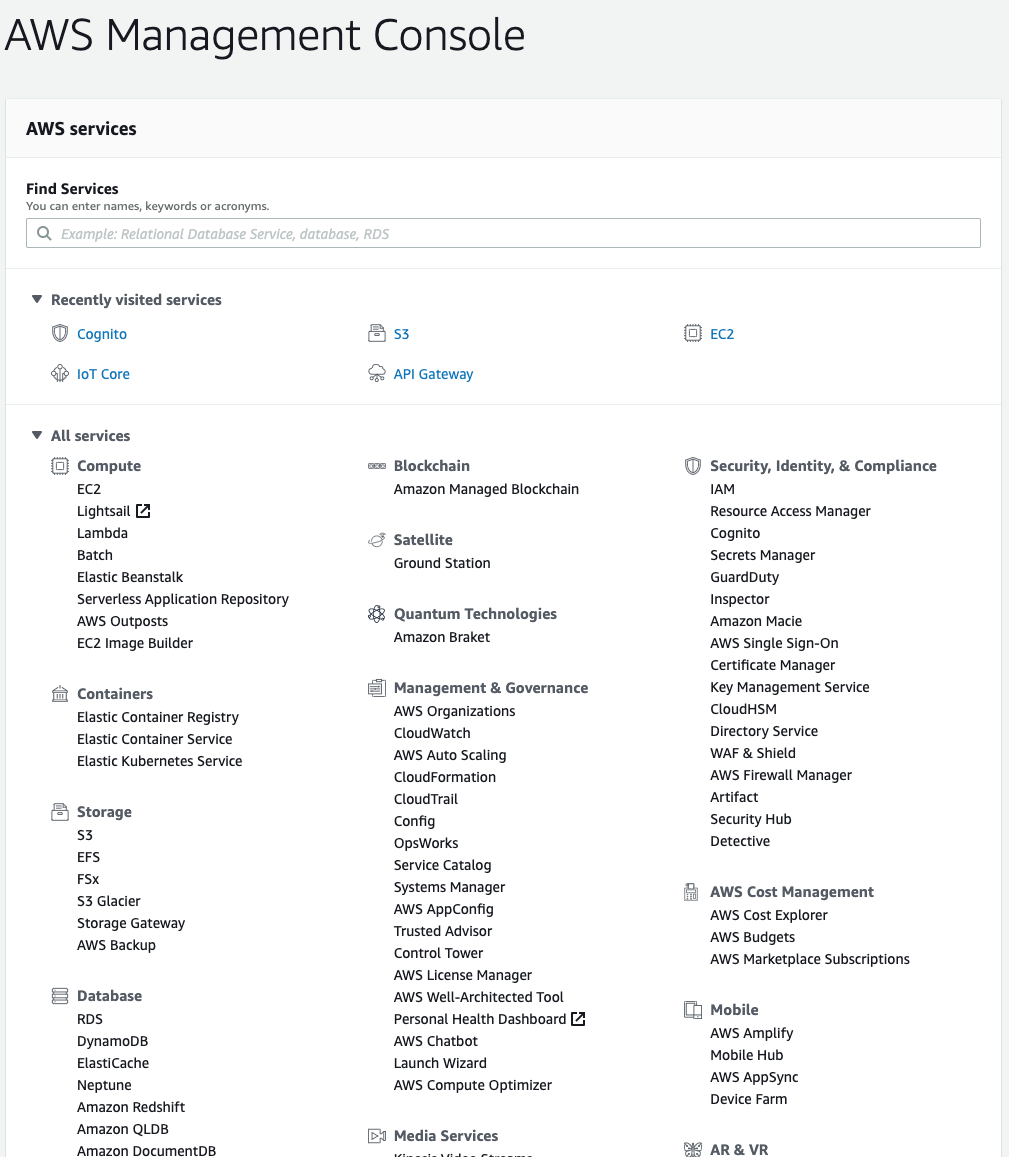 AWS Management Console
AWS services
Find Services
You can enter names, keywords or acronyms.
Example: Relational Database Service, database, RDS
Recently visited services
Cognito
S3
EC2
IoT Core
API Gateway
All services
Compute
EC2
Lightsail
Lambda
Batch
Elastic Beanstalk
Serverless Application Repository
AWS Outposts
EC2 Image Builder
Containers
Elastic Container Registry
Elastic Container Service
Elastic Kubernetes Service
Storage
S3
EFS
FSx
S3 Glacier
Storage Gateway
AWS Backup
Database
RDS
DynamoDB
ElastiCache
Neptune
Amazon Redshift
Amazon QLDB
Amazon DocumentDB
Blockchain
Amazon Managed Blockchain
Satellite
Ground Station
Quantum Technologies
Amazon Braket
Management & Governance
AWS Organizations
CloudWatch
AWS Auto Scaling
CloudFormation
CloudTrail
Config
OpsWorks
Service Catalog
Systems Manager
AWS AppConfig
Trusted Advisor
Control Tower
AWS License Manager
AWS Well-Architected Tool
Personal Health Dashboard
AWS Chatbot
Launch Wizard
AWS Compute Optimizer
Media Services
Kinesis Video Streams
Security, Identity, & Compliance
IAM
Resource Access Manager
Cognito
Secrets Manager
GuardDuty
Inspector
Amazon Macie
AWS Single Sign-On
Certificate Manager
Key Management Service
CloudHSM
Directory Service
WAF & Shield
AWS Firewall Manager
Artifact
Security Hub
Detective
AWS Cost Management
AWS Cost Explorer
AWS Budgets
AWS Marketplace Subscriptions
Mobile
AWS Amplify
Mobile Hub
AWS AppSync
Device Farm
AR & VR